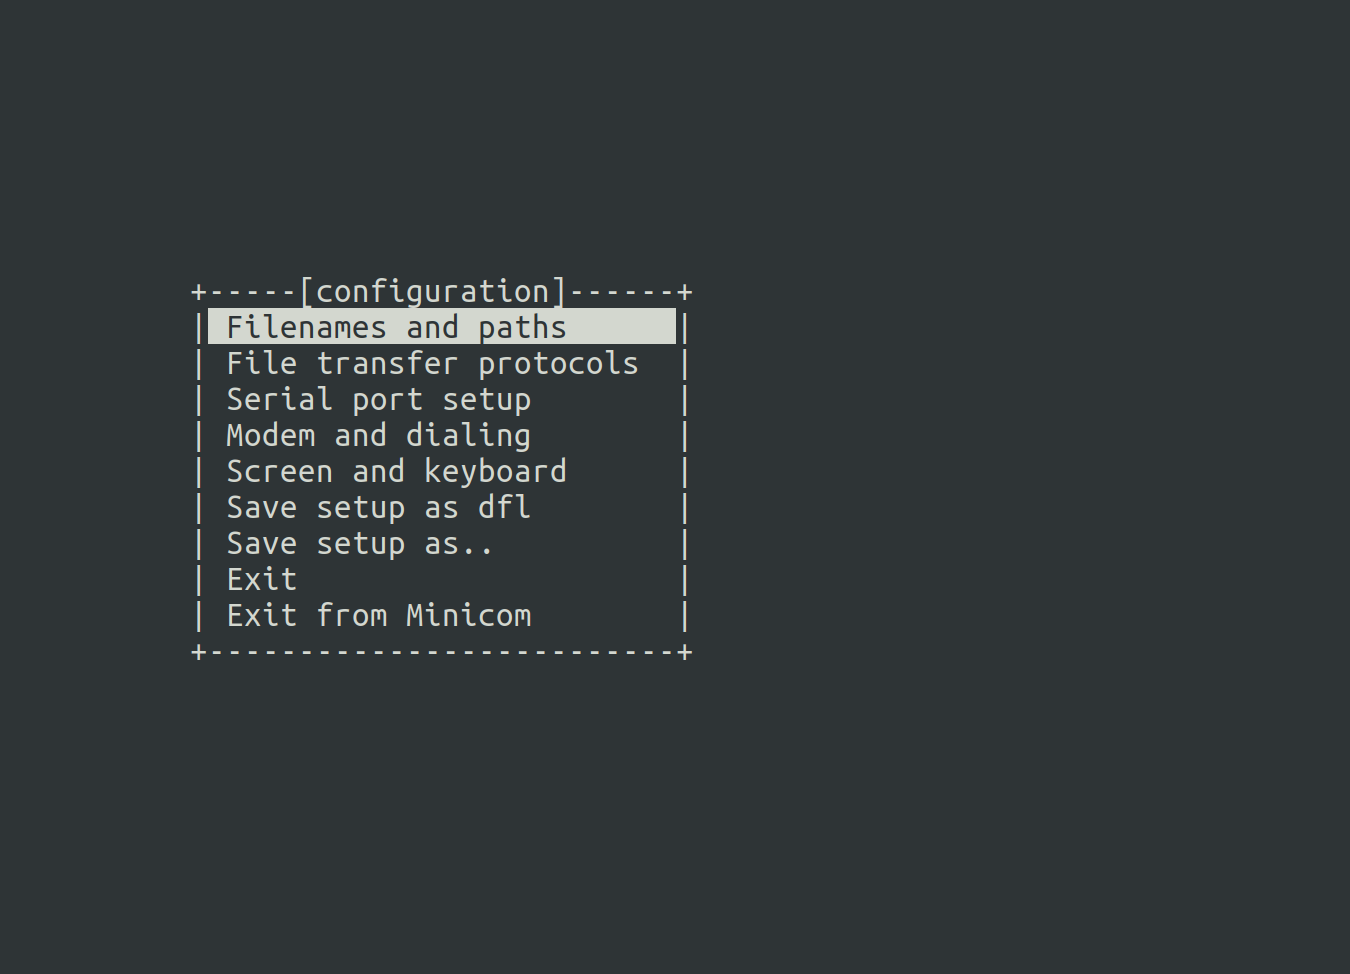 +-----[configuration]------+
| Filenames and paths      |
| File transfer protocols  |
| Serial port setup        |
| Modem and dialing        |
| Screen and keyboard      |
| Save setup as dfl        |
| Save setup as..          |
| Exit                     |
| Exit from Minicom        |
+--------------------------+